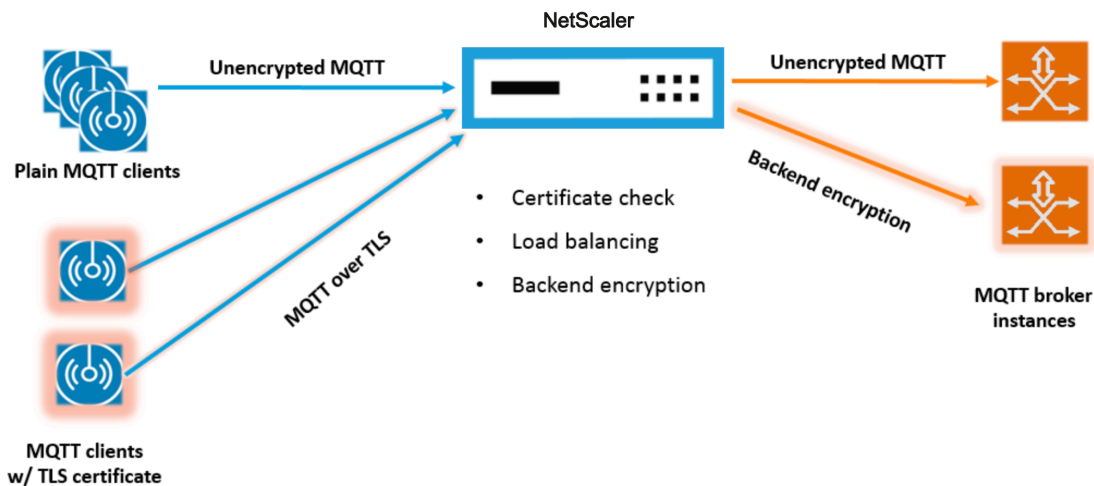 NetScaler
Unencrypted MQTT
Unencrypted MQTT
Plain MQTT clients
Backend encryption
• Certificate check
• Load balancing
• Backend encryption
MQTT over TLS
MQTT broker
instances
MQTT clients
w/ TLS certificate